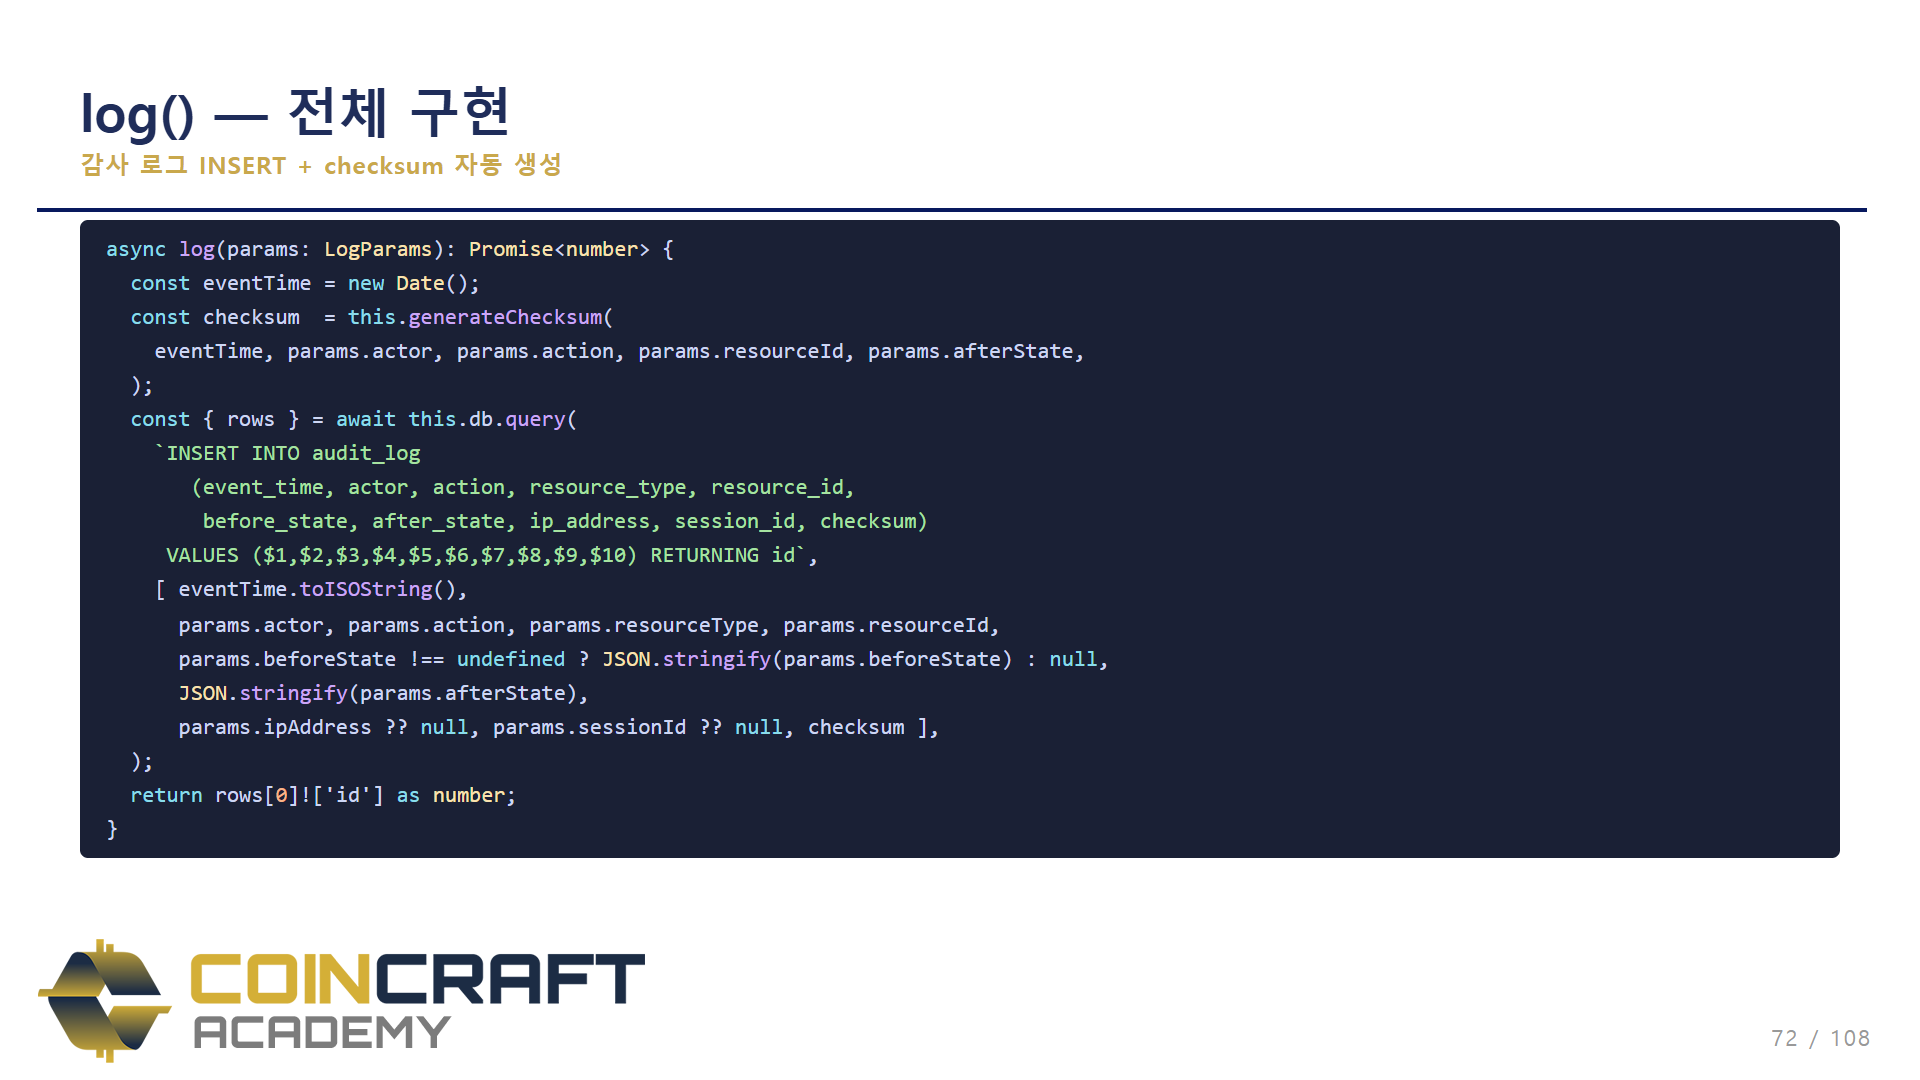 log() — 전체 구현
감사 로그 INSERT + checksum 자동 생성
async log(params: LogParams): Promise<number> {
  const eventTime = new Date();
  const checksum  = this.generateChecksum(
    eventTime, params.actor, params.action, params.resourceId, params.afterState,
  );
  const { rows } = await this.db.query(
    `INSERT INTO audit_log
       (event_time, actor, action, resource_type, resource_id,
        before_state, after_state, ip_address, session_id, checksum)
     VALUES ($1,$2,$3,$4,$5,$6,$7,$8,$9,$10) RETURNING id`,
    [ eventTime.toISOString(),
      params.actor, params.action, params.resourceType, params.resourceId,
      params.beforeState !== undefined ? JSON.stringify(params.beforeState) : null,
      JSON.stringify(params.afterState),
      params.ipAddress ?? null, params.sessionId ?? null, checksum ],
  );
  return rows[0]!['id'] as number;
}
COINCRAFT
ACADEMY
72 / 108